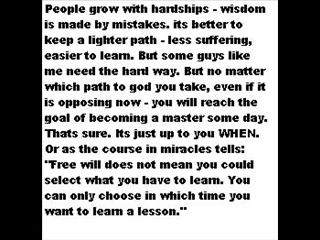 People grow with hardships - wisdom
is made by mistakes. its better to
keep a lighter path - less suffering,
easier to learn. But some guys like
me need the hard way. But no matter
which path to god you take, even if it
is opposing now - you will reach the
goal of becoming a master some day.
Thats sure. Its just up to you WHEN.
Or as the course in miracles tells:
"Free will does not mean you could
select what you have to learn. You
can only choose in which time you
want to learn a lesson."